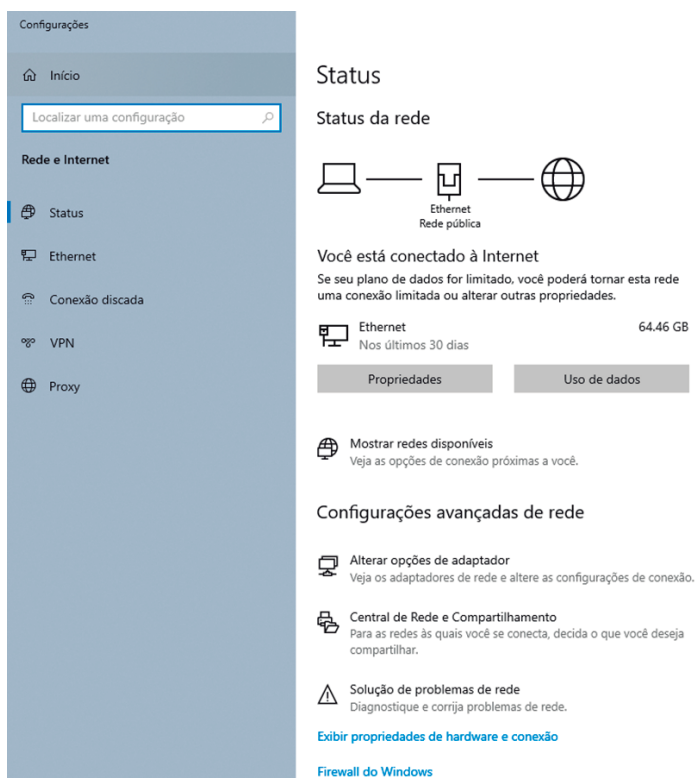 Configurações
Início
Localizar uma configuração
Rede e Internet
Status
Ethernet
Conexão discada
VPN
Proxy
Status
Status da rede
Ethernet
Rede pública
Você está conectado à Internet
Se seu plano de dados for limitado, você poderá tornar esta rede
uma conexão limitada ou alterar outras propriedades.
Ethernet 64.46 GB
Nos últimos 30 dias
Propriedades Uso de dados
Mostrar redes disponíveis
Veja as opções de conexão próximas a você.
Configurações avançadas de rede
Alterar opções de adaptador
Veja os adaptadores de rede e altere as configurações de conexão.
Central de Rede e Compartilhamento
Para as redes às quais você se conecta, decida o que você deseja
compartilhar.
Solução de problemas de rede
Diagnostique e corrija problemas de rede.
Exibir propriedades de hardware e conexão
Firewall do Windows